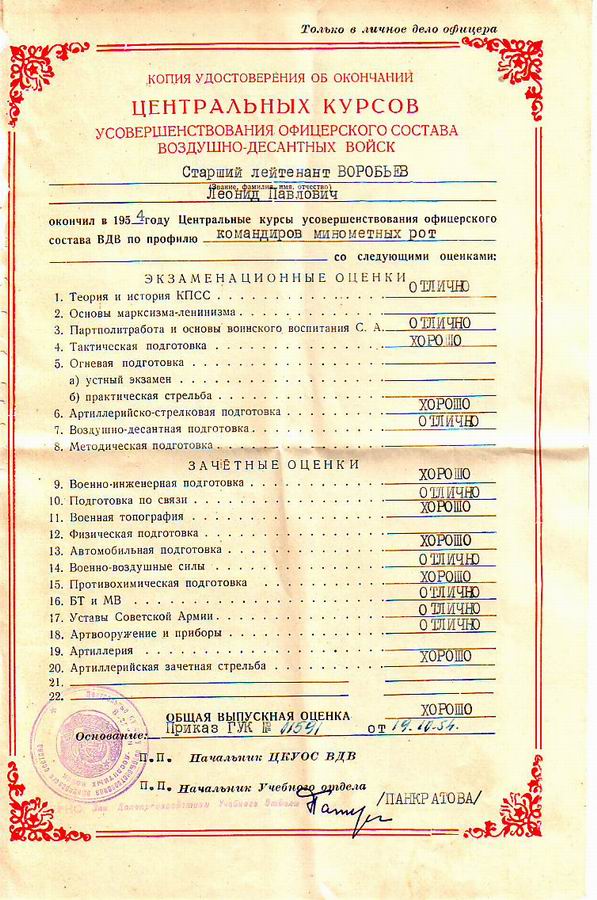 Только в личное дело офицера
КОПИЯ УДОСТОВЕРЕНИЯ ОБ ОКОНЧАНИИ
ЦЕНТРАЛЬНЫХ КУРСОВ
УСОВЕРШЕНСТВОВАНИЯ ОФИЦЕРСКОГО СОСТАВА
ВОЗДУШНО-ДЕСАНТНЫХ ВОЙСК
Старший лейтенант ВОРОБЬЕВ
(Звание, фамилия, имя, отчество)
Леонид Павлович
окончил в 1954 году Центральные курсы усовершенствования офицерского
состава ВДВ по профилю командиров минометных рот
со следующими оценками:
ЭКЗАМЕНАЦИОННЫЕ ОЦЕНКИ
1. Теория и история КПСС ОТЛИЧНО
2. Основы марксизма-ленинизма
3. Партполитработа и основы воинского воспитания С. А. ОТЛИЧНО
4. Тактическая подготовка ХОРОШО
5. Огневая подготовка
а) устный экзамен
б) практическая стрельба
6. Артиллерийско-стрелковая подготовка ХОРОШО
7. Воздушно-десантная подготовка ОТЛИЧНО
8. Методическая подготовка
ЗАЧЁТНЫЕ ОЦЕНКИ
9. Военно-инженерная подготовка ХОРОШО
10. Подготовка по связи ОТЛИЧНО
11. Военная топография ХОРОШО
12. Физическая подготовка
13. Автомобильная подготовка ХОРОШО
14. Военно-воздушные силы ОТЛИЧНО
15. Противохимическая подготовка ХОРОШО
16. БТ и МВ ОТЛИЧНО
17. Уставы Советской Армии ОТЛИЧНО
18. Артвооружение и приборы ОТЛИЧНО
19. Артиллерия
20. Артиллерийская зачетная стрельба ХОРОШО
21.
22.
ОБЩАЯ ВЫПУСКНАЯ ОЦЕНКА ХОРОШО
Основание: Приказ ГУК № 11591 от 19.10.54.
П.П. Начальник ЦКУОС ВДВ
П.П. Начальник Учебного отдела
/ПАНКРАТОВА/
Учебного Отдела